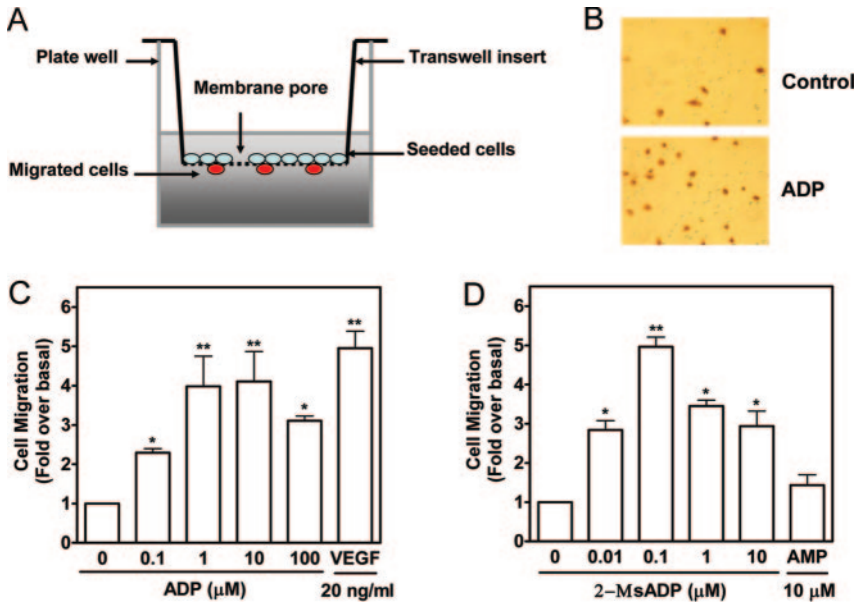 A
Plate well
Transwell insert
Membrane pore
Migrated cells
Seeded cells
B
Control
ADP
C
Cell Migration
(Fold over basal)
6
5
4
3
2
1
0
*
**
**
*
**
0 0.1 1 10 100 VEGF
ADP (μM) 20 ng/ml
D
Cell Migration
(Fold over basal)
6
5
4
3
2
1
0
*
**
*
*
0 0.01 0.1 1 10 AMP
2-MsADP (μM) 10 μM